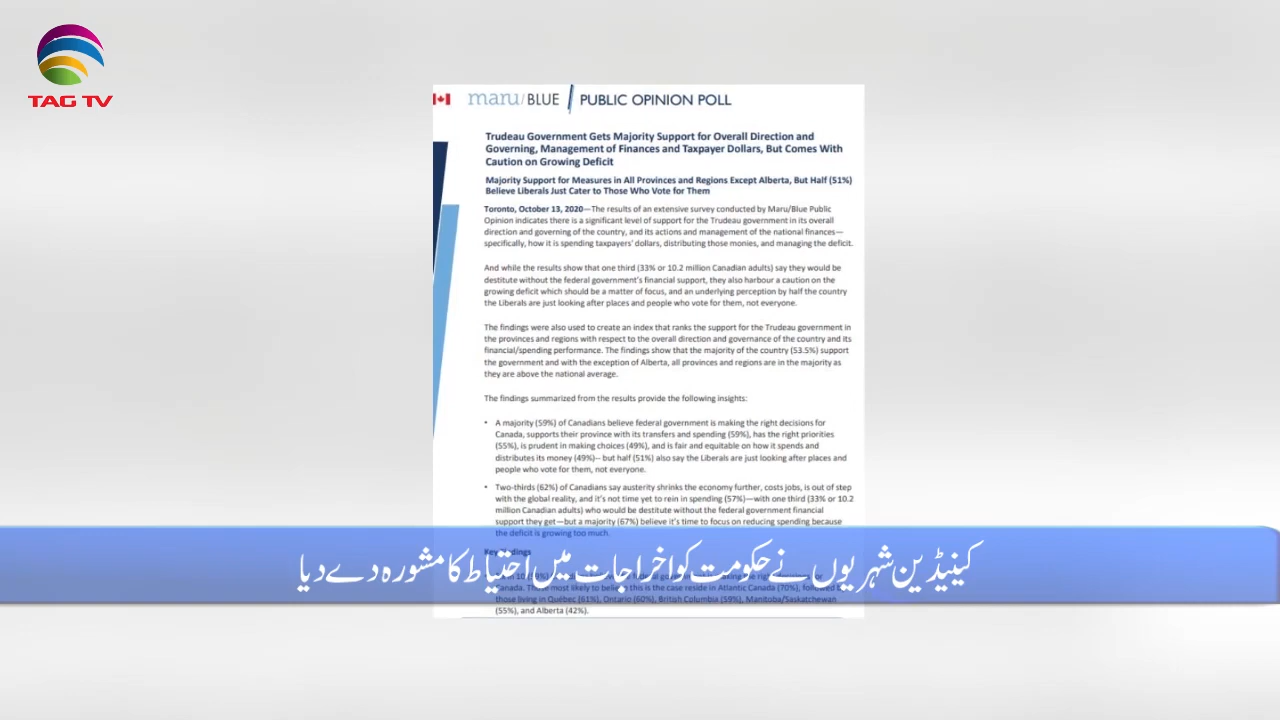 TAG TV
maru/BLUE PUBLIC OPINION POLL
Trudeau Government Gets Majority Support for Overall Direction and
Governing, Management of Finances and Taxpayer Dollars, But Comes With
Caution on Growing Deficit
Majority Support for Measures in All Provinces and Regions Except Alberta, But Half (51%)
Believe Liberals Just Cater to Those Who Vote for Them
Toronto, October 13, 2020—The results of an extensive survey conducted by Maru/Blue Public
Opinion indicates there is a significant level of support for the Trudeau government in its overall
direction and governing of the country, and its actions and management of the national finances—
specifically, how it is spending taxpayers' dollars, distributing those monies, and managing the deficit.
And while the results show that one third (33% or 10.2 million Canadian adults) say they would be
destitute without the federal government's financial support, they also harbour a caution on the
growing deficit which should be a matter of focus, and an underlying perception by half the country
the Liberals are just looking after places and people who vote for them, not everyone.
The findings were also used to create an index that ranks the support for the Trudeau government in
the provinces and regions with respect to the overall direction and governance of the country and its
financial/spending performance. The findings show that the majority of the country (53.5%) support
the government and with the exception of Alberta, all provinces and regions are in the majority as
they are above the national average.
The findings summarized from the results provide the following insights:
• A majority (59%) of Canadians believe federal government is making the right decisions for
Canada, supports their province with its transfers and spending (59%), has the right priorities
(55%), is prudent in making choices (49%), and is fair and equitable on how it spends and
distributes its money (49%)-- but half (51%) also say the Liberals are just looking after places and
people who vote for them, not everyone.
• Two-thirds (62%) of Canadians say austerity shrinks the economy further, costs jobs, is out of step
with the global reality, and it's not time yet to rein in spending (57%)—with one third (33% or 10.2
million Canadian adults) who would be destitute without the federal government financial
support they get—but a majority (67%) believe it's time to focus on reducing spending because
the deficit is growing too much.
کینیڈین شہریوں نے حکومت کو اخراجات میں احتیاط کا مشورہ دے دیا
Canada. Those most likely to believe this is the case reside in Atlantic Canada (70%), followed
those living in Québec (61%), Ontario (60%), British Columbia (59%), Manitoba/Saskatchewan
(55%), and Alberta (42%).